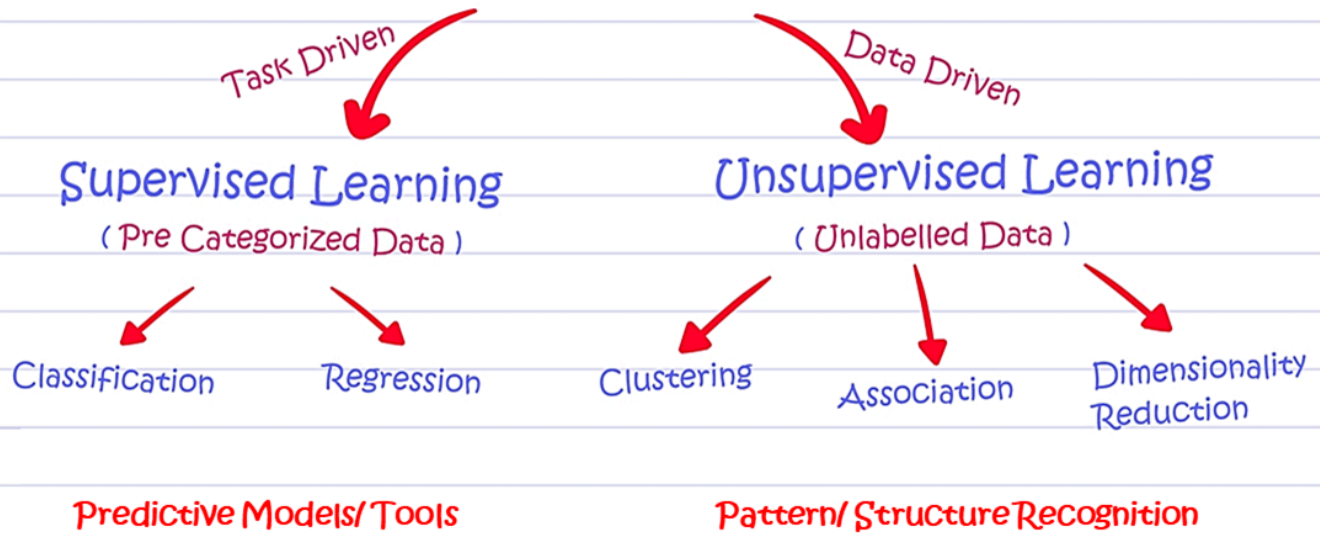 Task Driven
Data Driven
Supervised Learning
( Pre Categorized Data )
Unsupervised Learning
( Unlabelled Data )
Classification
Regression
Clustering
Association
Dimensionality
Reduction
Predictive Models/ Tools
Pattern/ Structure Recognition